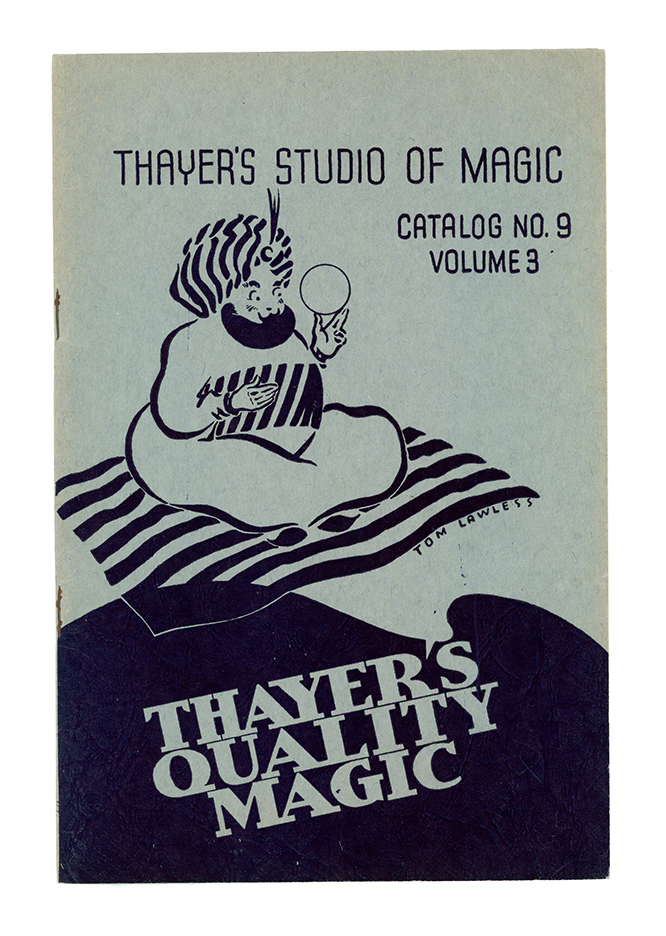 THAYER'S STUDIO OF MAGIC
CATALOG NO. 9
VOLUME 3
TOM LAWLESS
THAYER'S
QUALITY
MAGIC